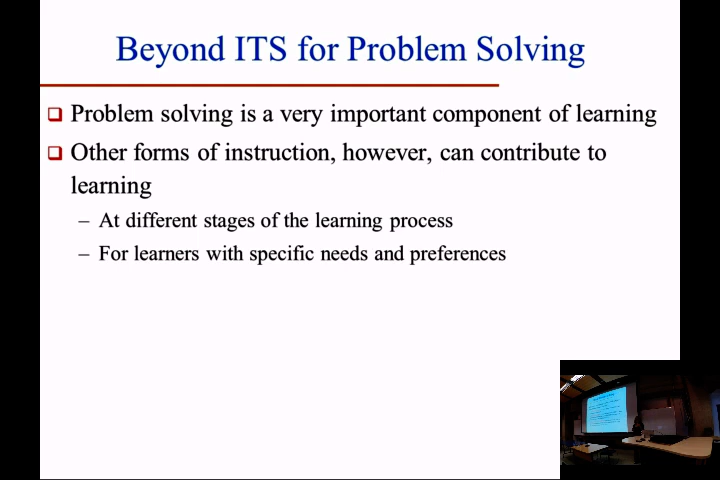 Beyond ITS for Problem Solving
Problem solving is a very important component of learning
Other forms of instruction, however, can contribute to
learning
– At different stages of the learning process
– For learners with specific needs and preferences